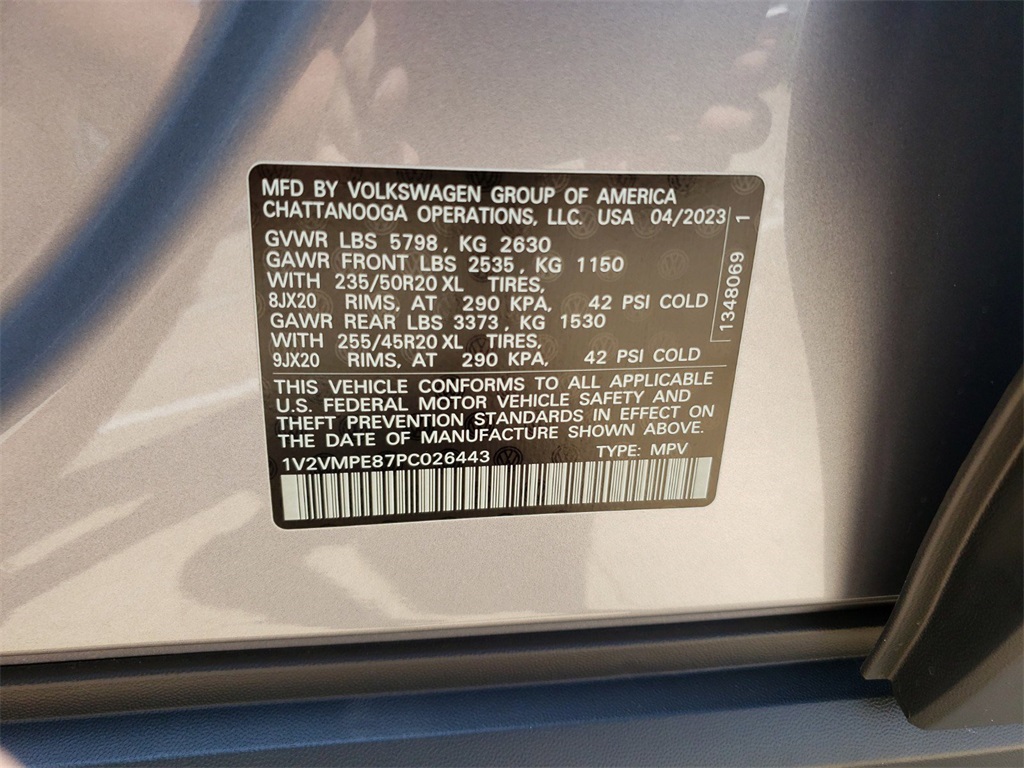 MFD BY VOLKSWAGEN GROUP OF AMERICA
CHATTANOOGA OPERATIONS, LLC. USA 04/2023
GVWR LBS 5798, KG 2630
GAWR FRONT LBS 2535, KG 1150
WITH 235/50R20 XL TIRES,
8JX20 RIMS, AT 290 KPA, 42 PSI COLD
GAWR REAR LBS 3373, KG 1530
WITH 255/45R20 XL TIRES,
9JX20 RIMS, AT 290 KPA, 42 PSI COLD
THIS VEHICLE CONFORMS TO ALL APPLICABLE
U.S. FEDERAL MOTOR VEHICLE SAFETY AND
THEFT PREVENTION STANDARDS IN EFFECT ON
THE DATE OF MANUFACTURE SHOWN ABOVE.
1V2VMPE87PC026443 TYPE: MPV
1348069 1